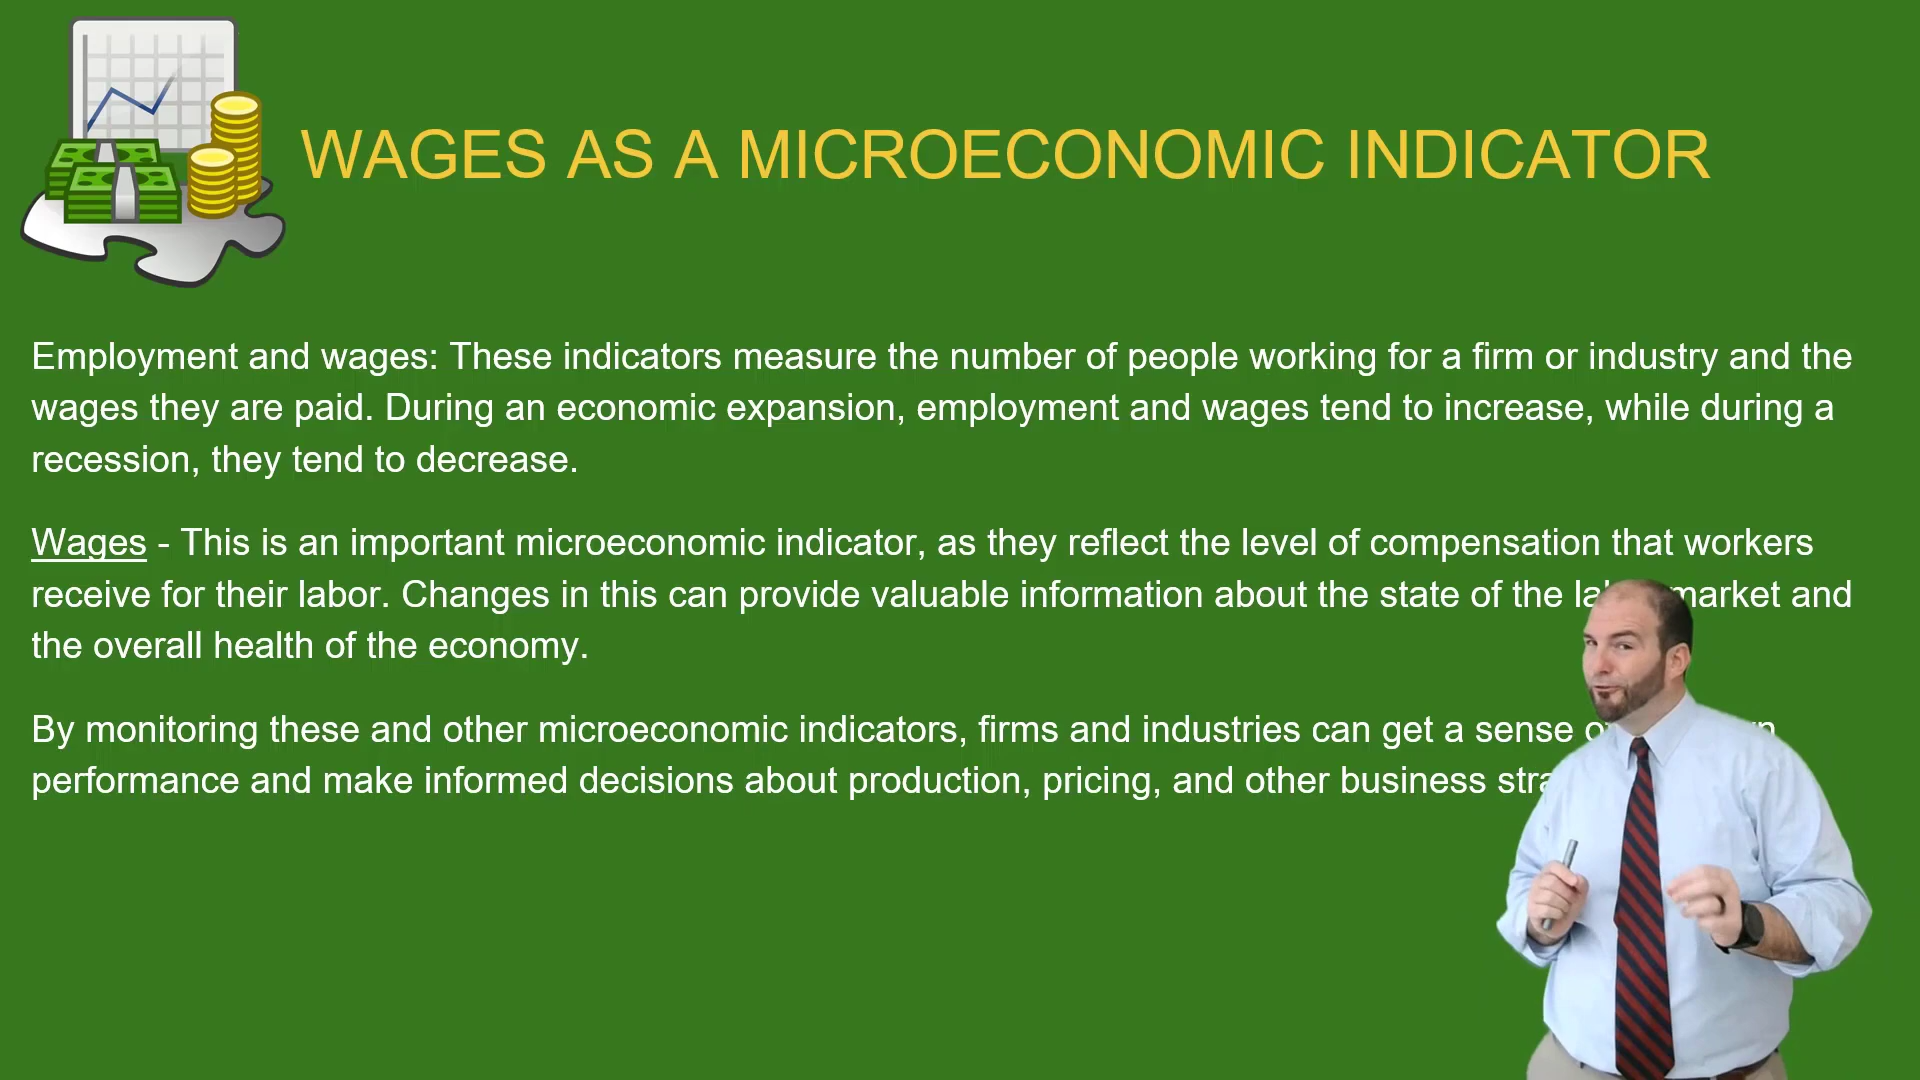 WAGES AS A MICROECONOMIC INDICATOR
Employment and wages: These indicators measure the number of people working for a firm or industry and the
wages they are paid. During an economic expansion, employment and wages tend to increase, while during a
recession, they tend to decrease.
Wages - This is an important microeconomic indicator, as they reflect the level of compensation that workers
receive for their labor. Changes in this can provide valuable information about the state of the market and
the overall health of the economy.
By monitoring these and other microeconomic indicators, firms and industries can get a sense
performance and make informed decisions about production, pricing, and other business